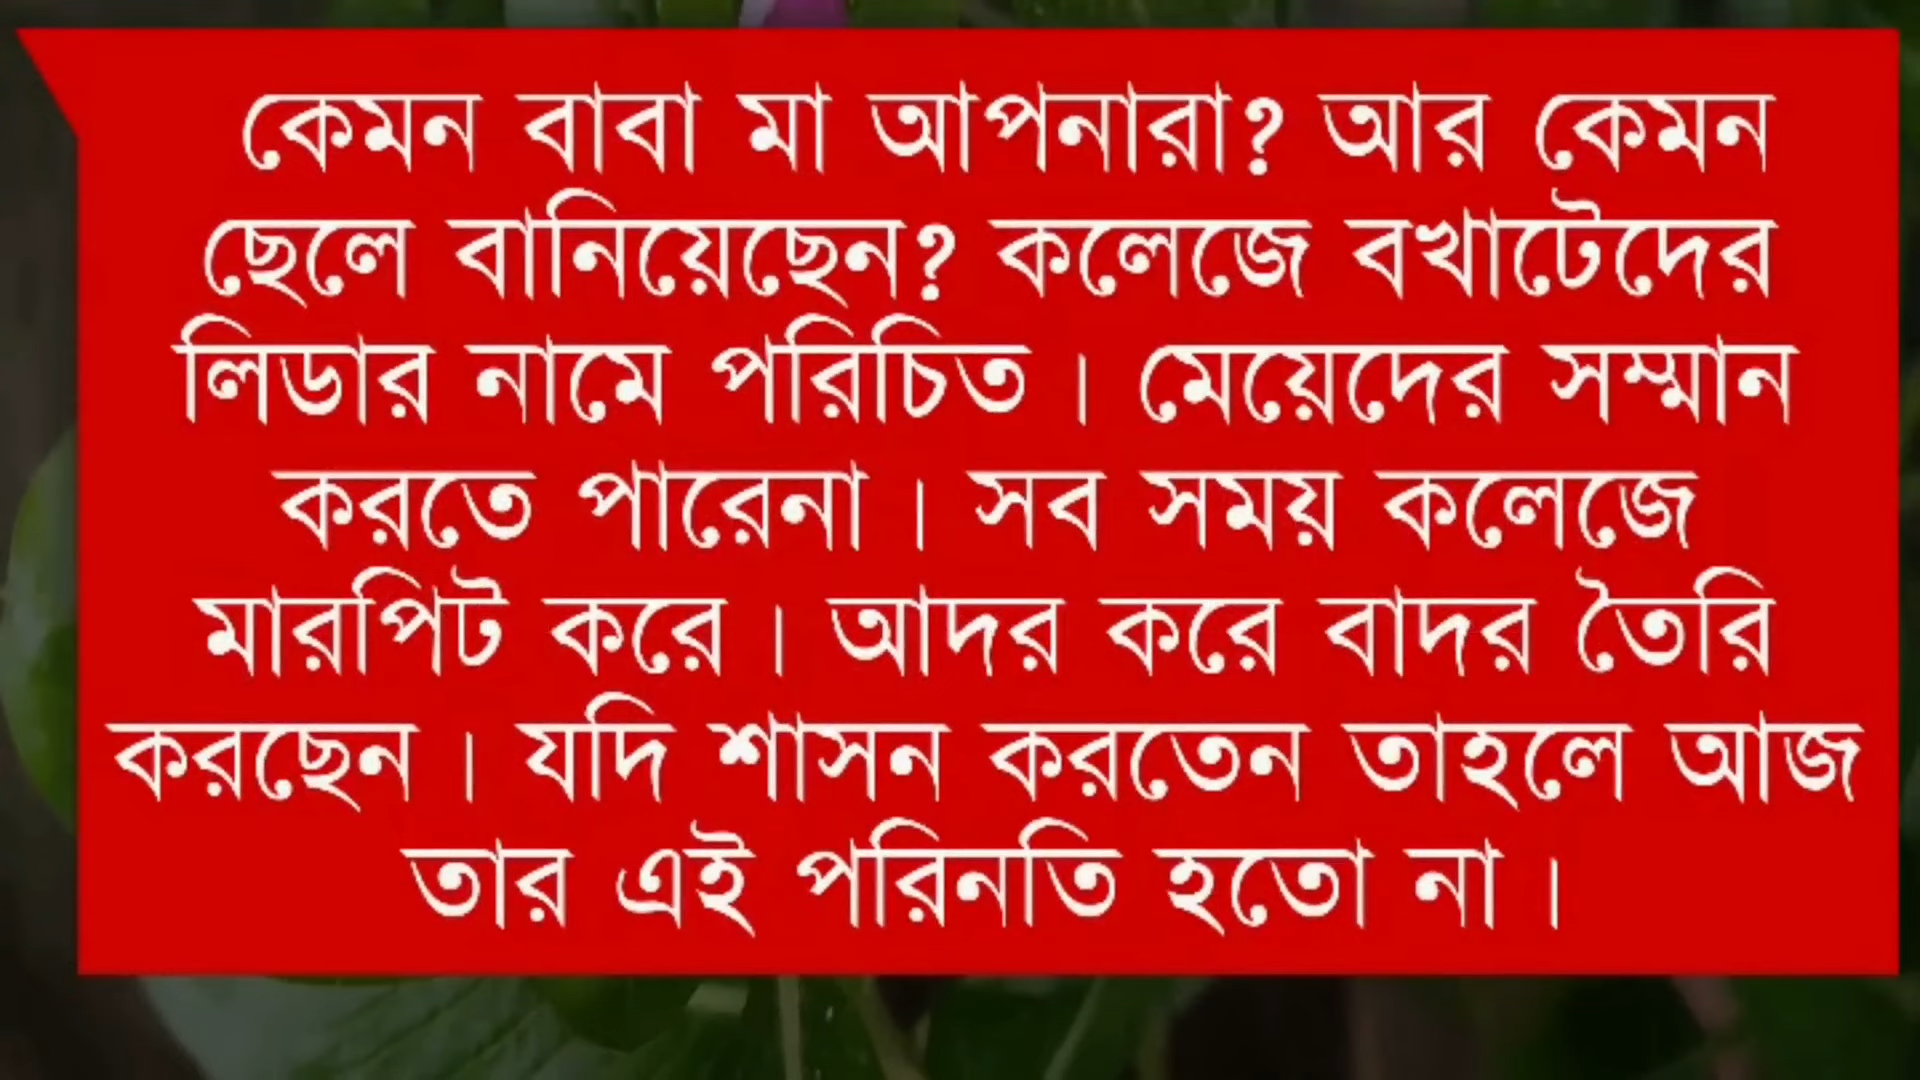 কেমন বাবা মা আপনারা? আর কেমন
ছেলে বানিয়েছেন? কলেজে বখাটেদের
লিডার নামে পরিচিত । মেয়েদের সম্মান
করতে পারেনা । সব সময় কলেজে
মারপিট করে । আদর করে বাদর তৈরি
করছেন । যদি শাসন করতেন তাহলে আজ
তার এই পরিনতি হতো না ।